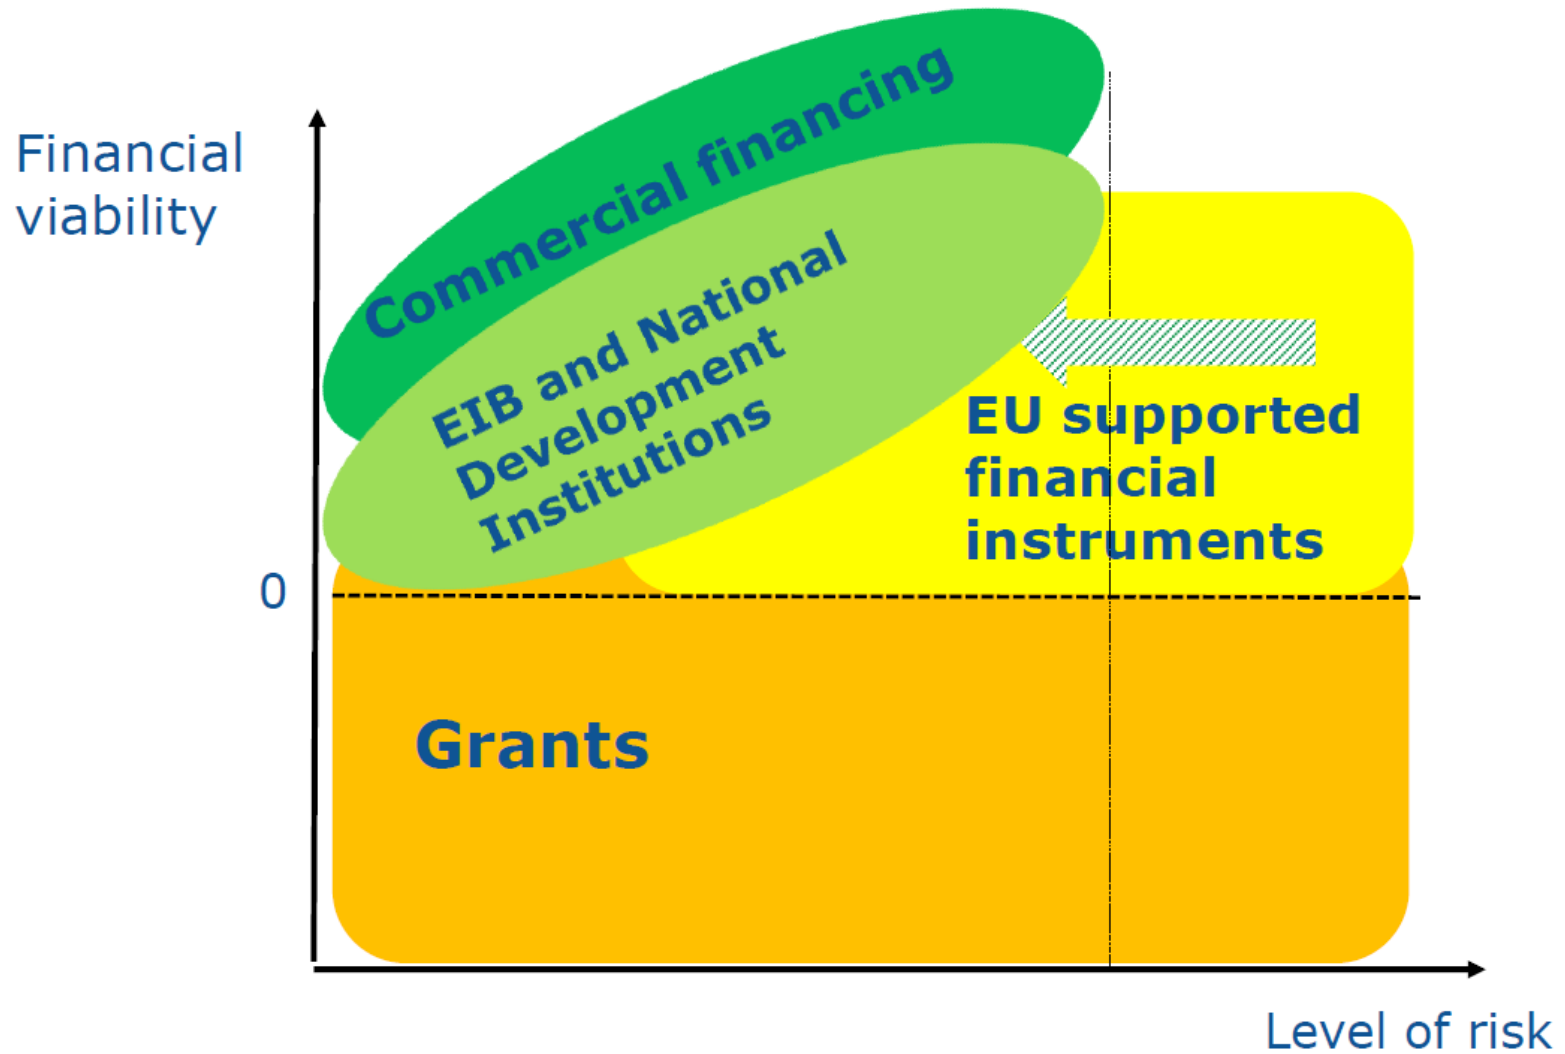 Financial
viability
Commercial financing
EIB and National
Development
Institutions
EU supported
financial
instruments
0
Grants
Level of risk